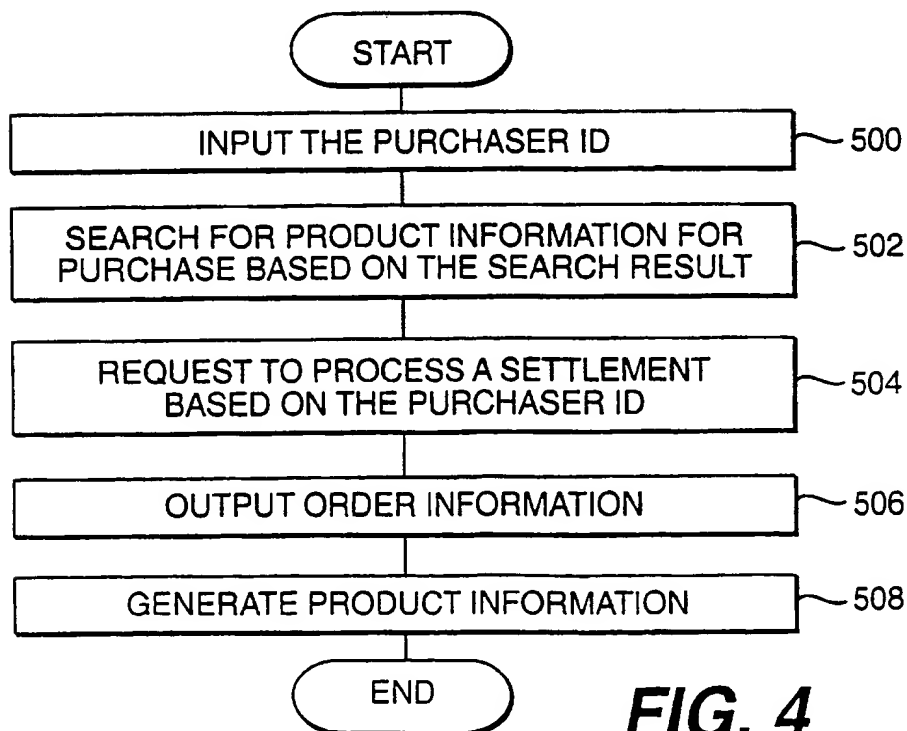 START
INPUT THE PURCHASER ID
500
SEARCH FOR PRODUCT INFORMATION FOR
PURCHASE BASED ON THE SEARCH RESULT
502
REQUEST TO PROCESS A SETTLEMENT
BASED ON THE PURCHASER ID
504
OUTPUT ORDER INFORMATION
506
GENERATE PRODUCT INFORMATION
508
END
FIG. 4